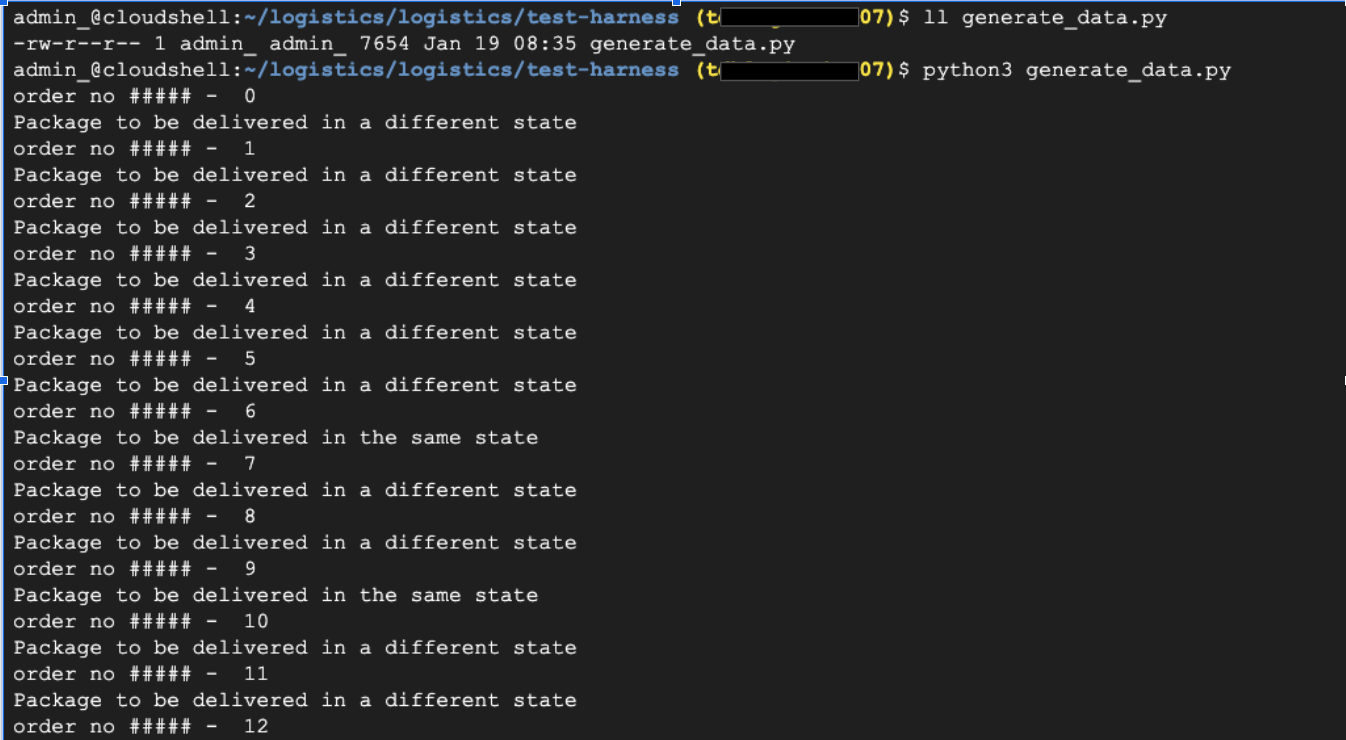 admin_@cloudshell:~/logistics/logistics/test-harness (t 07)$ ll generate_data.py
-rw-r--r-- 1 admin_ admin_ 7654 Jan 19 08:35 generate_data.py
admin_@cloudshell:~/logistics/logistics/test-harness (t 07)$ python3 generate_data.py
order no ##### -  0
Package to be delivered in a different state
order no ##### -  1
Package to be delivered in a different state
order no ##### -  2
Package to be delivered in a different state
order no ##### -  3
Package to be delivered in a different state
order no ##### -  4
Package to be delivered in a different state
order no ##### -  5
Package to be delivered in a different state
order no ##### -  6
Package to be delivered in the same state
order no ##### -  7
Package to be delivered in a different state
order no ##### -  8
Package to be delivered in a different state
order no ##### -  9
Package to be delivered in the same state
order no ##### -  10
Package to be delivered in a different state
order no ##### -  11
Package to be delivered in a different state
order no ##### -  12